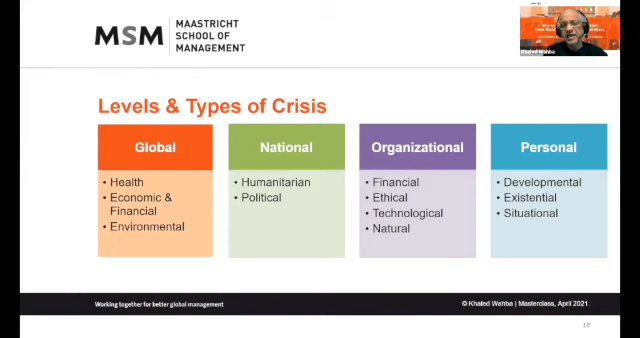 MSM
MAASTRICHT
SCHOOL OF
MANAGEMENT
Khaled Wahba
Levels & Types of Crisis
Global
• Health
• Economic &
Financial
• Environmental
National
• Humanitarian
• Political
Organizational
• Financial
• Ethical
• Technological
• Natural
Personal
• Developmental
• Existential
• Situational
Working together for better global management
© Khaled Wahba | Masterclass, April 2021.
10